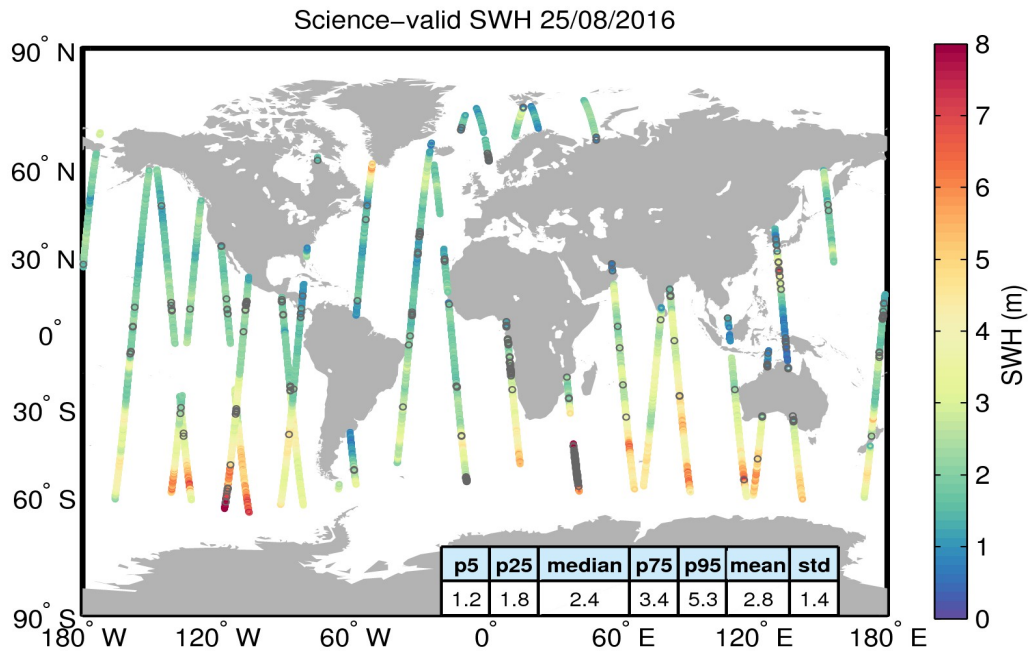 Science−valid SWH 25/08/2016
90° N
60° N
30° N
0°
30° S
60° S
90° S
180° W
120° W
60° W
0°
60° E
120° E
180° E
p5 p25 median p75 p95 mean std
1.2 1.8 2.4 3.4 5.3 2.8 1.4
8
7
6
5
4
3
2
1
0
SWH (m)